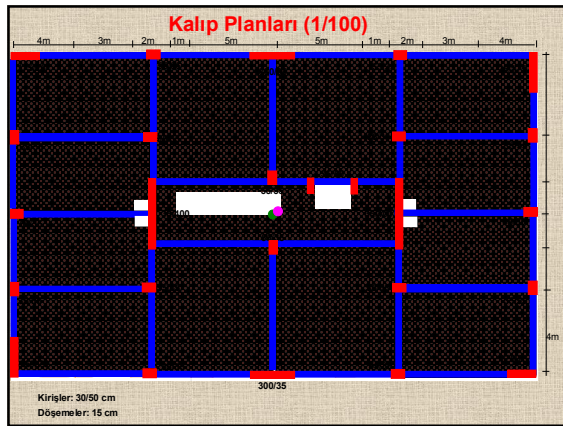 Kalıp Planları (1/100)
4m 3m 2m 1m 5m 5m 1m 2m 3m 4m
100
4m
300/35
Kirişler: 30/50 cm
Döşemeler: 15 cm